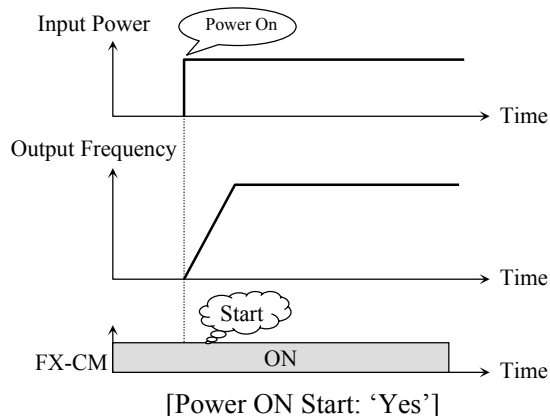 Input Power
Power On
Time
Output Frequency
Time
Start
FX-CM
ON
Time
[Power ON Start: ‘Yes’]